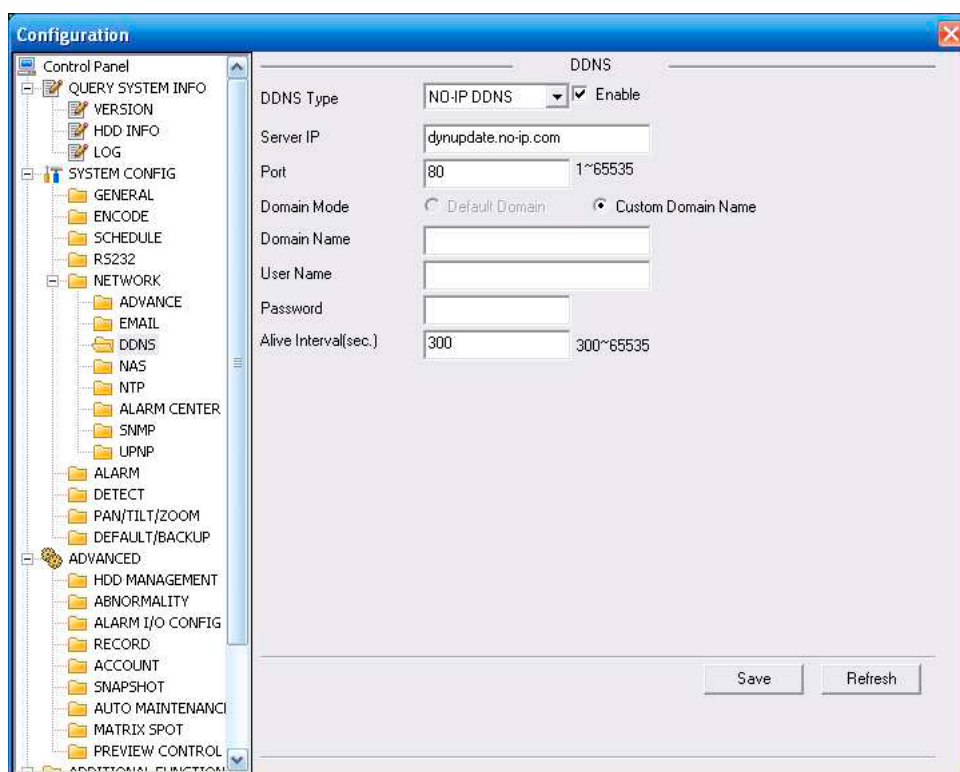 Configuration
Control Panel
QUERY SYSTEM INFO
VERSION
HDD INFO
LOG
SYSTEM CONFIG
GENERAL
ENCODE
SCHEDULE
RS232
NETWORK
ADVANCE
EMAIL
DDNS
NAS
NTP
ALARM CENTER
SNMP
UPNP
ALARM
DETECT
PAN/TILT/ZOOM
DEFAULT/BACKUP
ADVANCED
HDD MANAGEMENT
ABNORMALITY
ALARM I/O CONFIG
RECORD
ACCOUNT
SNAPSHOT
AUTO MAINTENANC
MATRIX SPOT
PREVIEW CONTROL
ADDITIONAL FUNCTION
DDNS
DDNS Type NO-IP DDNS Enable
Server IP dynupdate.no-ip.com
Port 80 1~65535
Domain Mode Default Domain Custom Domain Name
Domain Name
User Name
Password
Alive Interval(sec.) 300 300~65535
Save Refresh